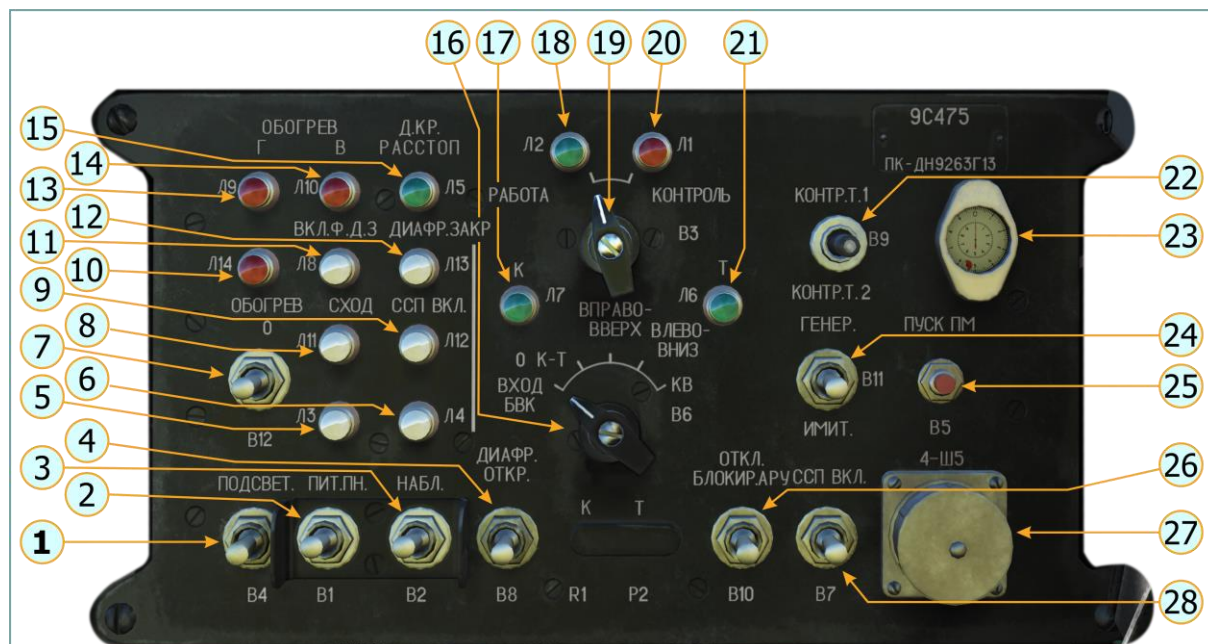 16 17 18 19 20 21
9С475
ОБОГРЕВ
Д.КР.
15
Г В РАССТОП
Л2 Л1
ПК-ДН9263Г13
14
13
Л9 Л10 Л5
РАБОТА КОНТРОЛЬ
КОНТР.Т.1
22
12
ВКЛ.Ф.Д.З ДИАФР.ЗАКР
В3
В9
23
11
10
Л14 Л8 Л13
К Т
Л7 Л6
КОНТР.Т.2
9
ОБОГРЕВ СХОД ССП ВКЛ.
ВПРАВО-
ВВЕРХ
ВЛЕВО-
ВНИЗ
ГЕНЕР. ПУСК ПМ
24
8
О
Л11 Л12
О К-Т
7
ВХОД
БВК
КВ
В11
25
6
В6
5
Л3 Л4
ИМИТ. В5
В12
4
3
ДИАФР.
ОТКР.
ОТКЛ.
БЛОКИР.АРУ ССП ВКЛ.
4-Ш5
26
2
ПОДСВЕТ. ПИТ.ПН. НАБЛ.
К Т
1
27
В4 В1 В2 В8 R1 Р2 В10 В7
28